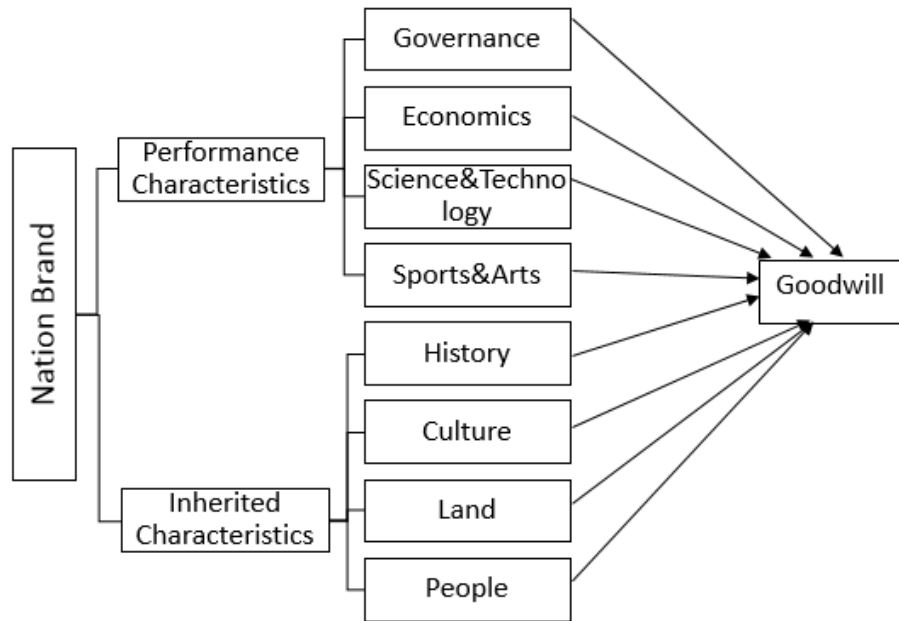 Nation Brand
Performance
Characteristics
Inherited
Characteristics
Governance
Economics
Science&Techno
logy
Sports&Arts
History
Culture
Land
People
Goodwill